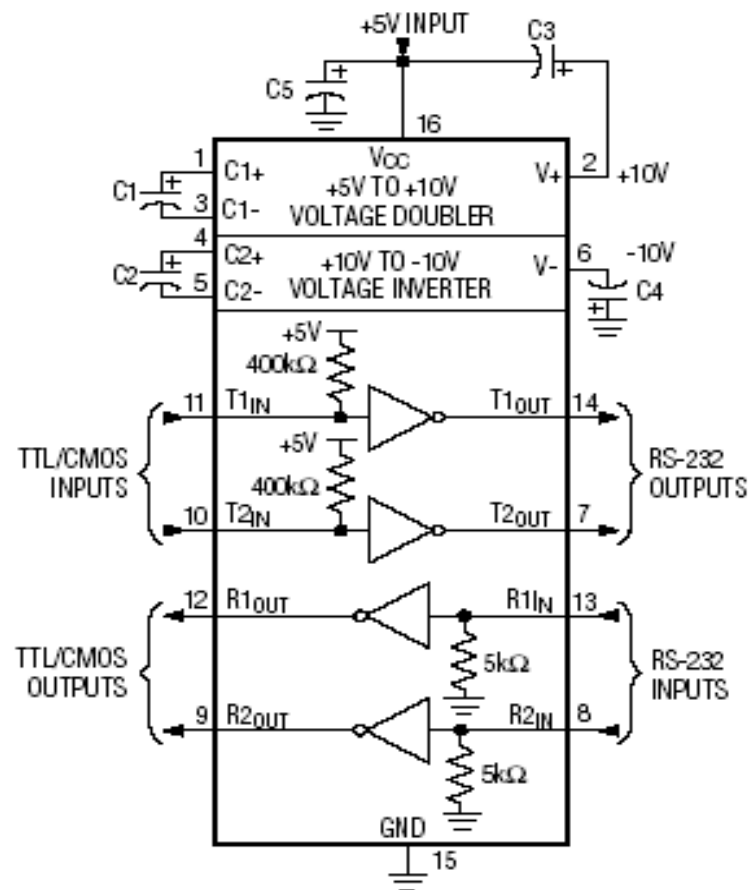 +5V INPUT
C3
+
C5
+
16
1
C1+
VCC
V+
2
+10V
C1
+
+5V TO +10V
VOLTAGE DOUBLER
3
C1-
4
C2+
+10V TO -10V
VOLTAGE INVERTER
V-
6
-10V
C2
+
5
C2-
C4
+
+5V
400kΩ
11
T1IN
T1OUT
14
+5V
TTL/CMOS
INPUTS
RS-232
OUTPUTS
400kΩ
10
T2IN
T2OUT
7
12
R1OUT
R1IN
13
TTL/CMOS
OUTPUTS
5kΩ
RS-232
INPUTS
9
R2OUT
R2IN
8
5kΩ
GND
15